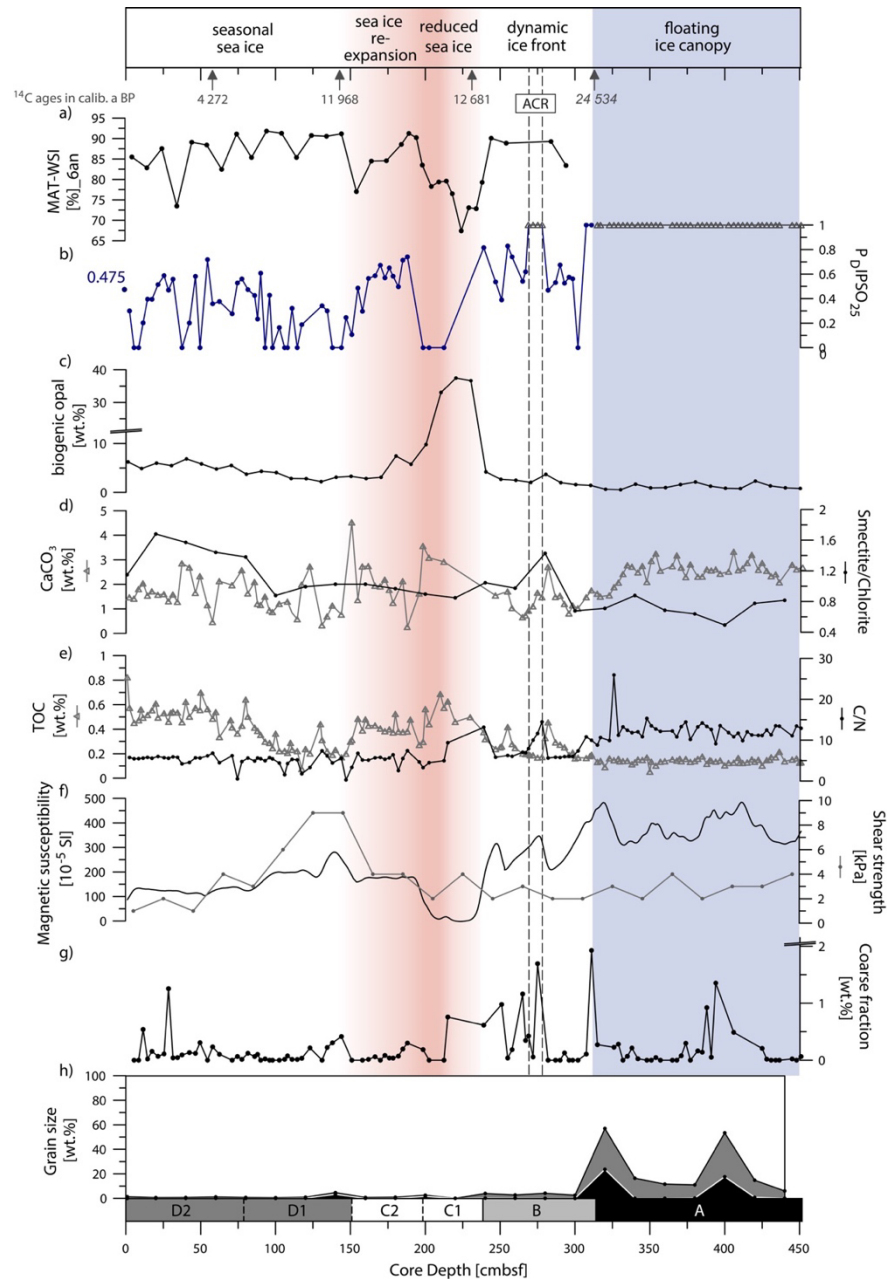 seasonal
sea ice
sea ice
re-
expansion
reduced
sea ice
dynamic
ice front
floating
ice canopy
14C ages in calib. a BP
4 272
11 968
12 681
24 534
ACR
a)
MAT-WSI
[%]_6an
95
90
85
80
75
70
65
b)
0.475
1
0.8
0.6
0.4
0.2
0
0
P_DIPSO25
c)
biogenic opal
[wt.%]
40
30
10
0
d)
CaCO3
[wt.%]
5
4
3
2
1
0
2
1.6
1.2
0.8
0.4
Smectite/Chlorite
e)
TOC
[wt.%]
1
0.8
0.6
0.4
0.2
0
30
20
10
0
C/N
f)
Magnetic susceptibility
[10-5 SI]
500
400
300
200
100
0
10
8
6
4
2
0
Shear strength
[kPa]
g)
2
1
0
Coarse fraction
[wt.%]
h)
Grain size
[wt.%]
100
80
60
40
20
0
D2
D1
C2
C1
B
A
0
50
100
150
200
250
300
350
400
450
Core Depth [cmbsf]